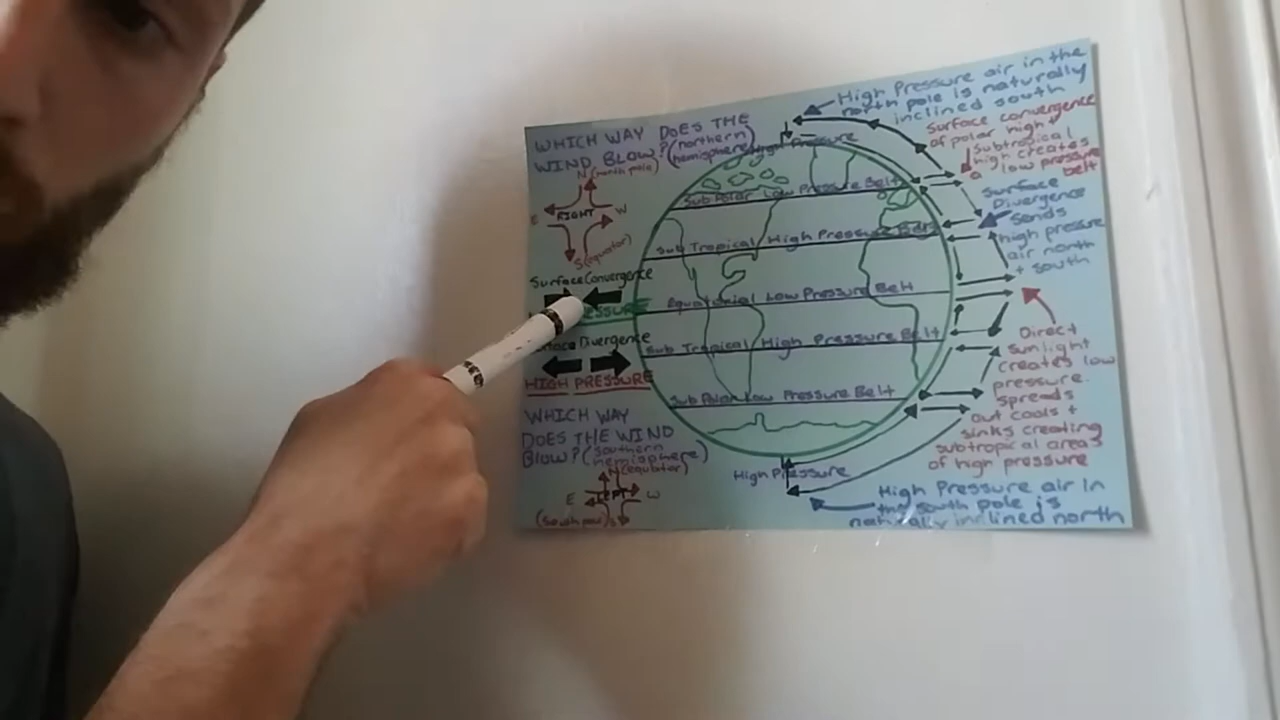 WHICH WAY DOES THE
WIND BLOW? (northern
hemisphere)
N (north pole)
E RIGHT W
S (equator)
Surface Convergence
ESSURE
Divergence
HIGH PRESSURE
WHICH WAY
DOES THE WIND
BLOW? (southern
hemisphere)
N (equator)
E LEFT W
(south pole) S
High Pressure
Sub Polar Low Pressure Belt
Sub Tropical High Pressure Belt
Equatorial Low Pressure Belt
Sub Tropical High Pressure Belt
Sub Polar Low Pressure Belt
High Pressure
High Pressure air in the
north pole is naturally
inclined south
Surface convergence
of polar high +
subtropical
high creates
a low pressure
belt
Surface
Divergence
Sends
high pressure
air north
+ south
Direct
sunlight
creates low
pressure.
spreads
out cools +
sinks creating
subtropical areas
of high pressure
High Pressure air in
the south pole is
naturally inclined north